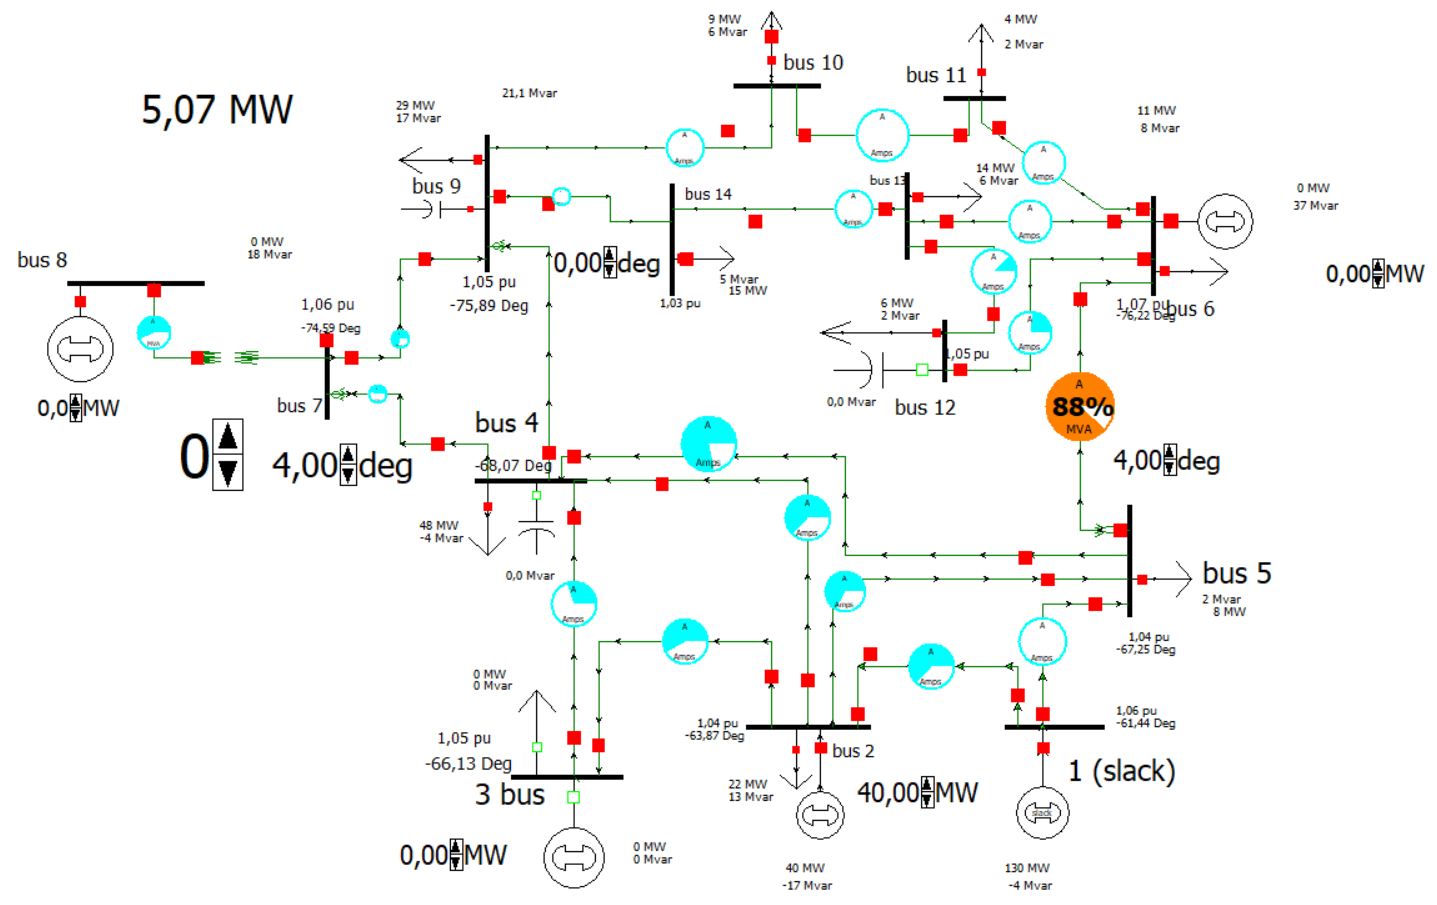 9 MW
6 Mvar
4 MW
2 Mvar
bus 10
bus 11
5,07 MW
21,1 Mvar
29 MW
17 Mvar
11 MW
8 Mvar
A
Amps
A
Amps
A
Amps
bus 9
bus 14
bus 13
14 MW
6 Mvar
0 MW
37 Mvar
A
Amps
A
Amps
0 MW
18 Mvar
bus 8
0,00 deg
5 Mvar
15 MW
1,03 pu
A
Amps
0,00 MW
1,05 pu
-75,89 Deg
1,06 pu
-74,59 Deg
6 MW
2 Mvar
1,07 pu
-76,22 Deg
bus 6
A
MVA
A
Amps
1,05 pu
0,0 MW
bus 7
0,0 Mvar
bus 12
A
88%
MVA
bus 4
0
4,00 deg
-68,07 Deg
A
Amps
4,00 deg
48 MW
-4 Mvar
A
Amps
0,0 Mvar
A
Amps
A
Amps
bus 5
2 Mvar
8 MW
A
Amps
A
Amps
A
Amps
1,04 pu
-67,25 Deg
0 MW
0 Mvar
1,05 pu
-66,13 Deg
1,04 pu
-63,87 Deg
1,06 pu
-61,44 Deg
bus 2
3 bus
22 MW
13 Mvar
40,00 MW
1 (slack)
slack
0,00 MW
0 MW
0 Mvar
40 MW
-17 Mvar
130 MW
-4 Mvar